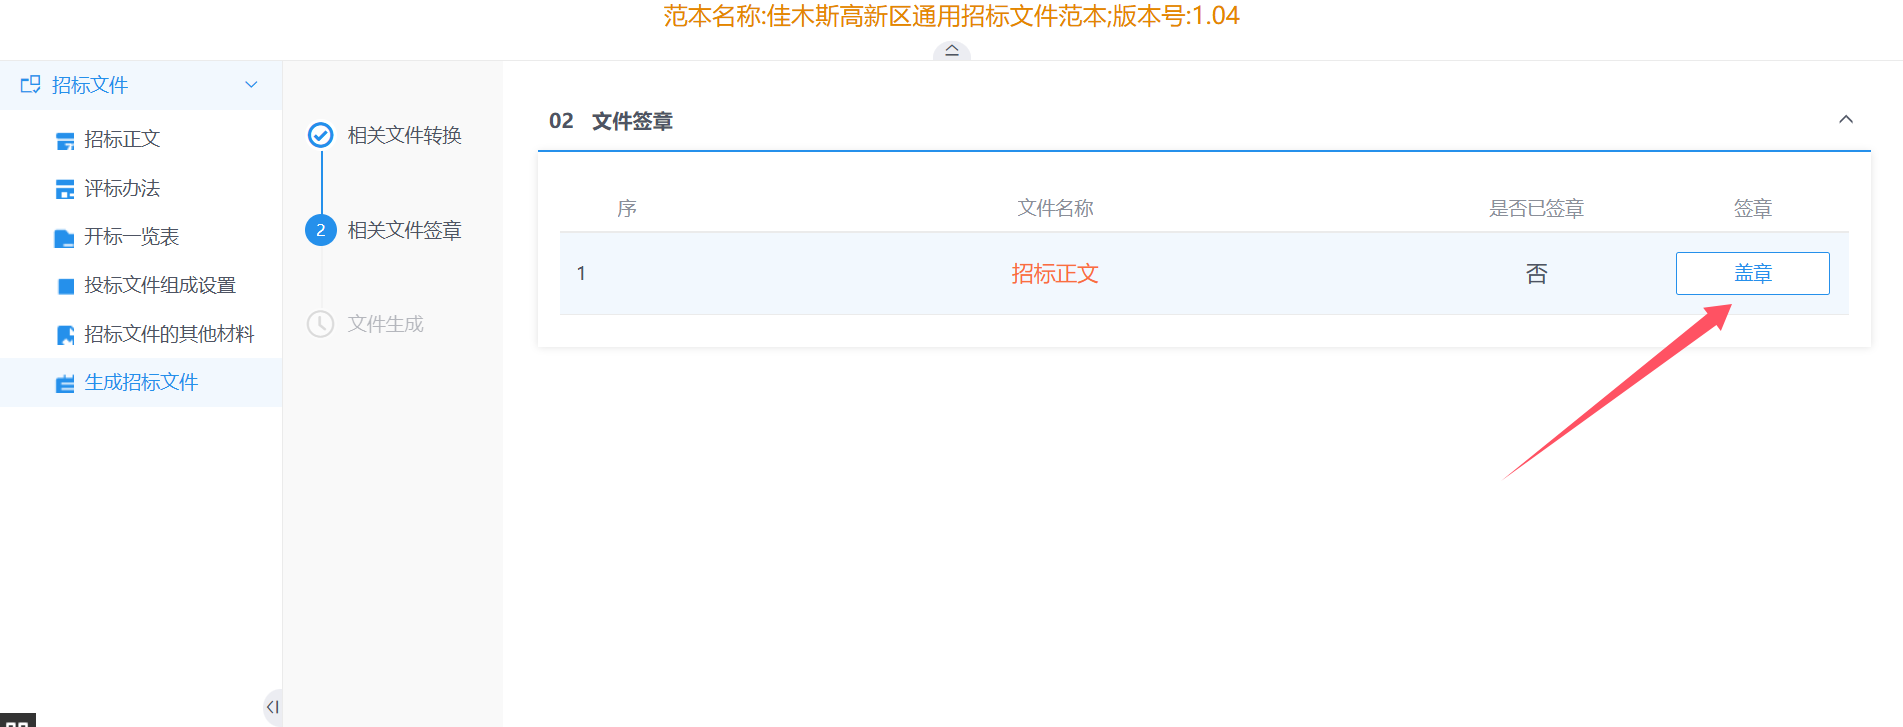 范本名称:佳木斯高新区通用招标文件范本;版本号:1.04
招标文件
招标正文
评标办法
开标一览表
投标文件组成设置
招标文件的其他材料
生成招标文件
相关文件转换
2 相关文件签章
文件生成
02 文件签章
序 文件名称 是否已签章 签章
1 招标正文 否 盖章